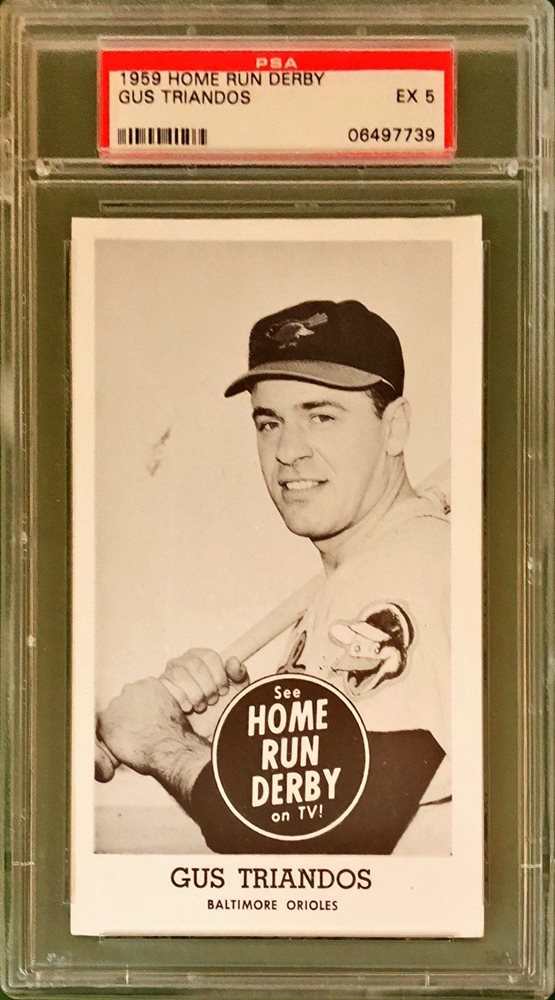 PSA
1959 HOME RUN DERBY
GUS TRIANDOS EX 5
06497739
See
HOME
RUN
DERBY
on TV!
GUS TRIANDOS
BALTIMORE ORIOLES